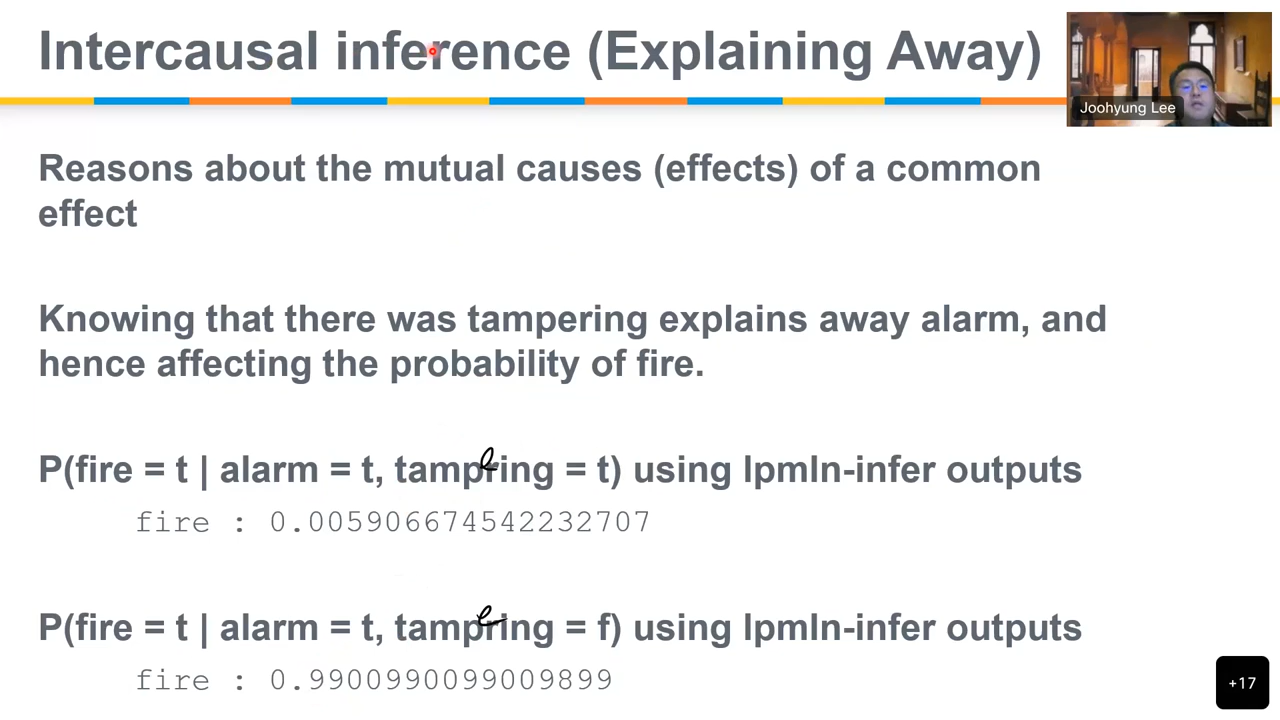 Intercausal inference (Explaining Away)
Joohyung Lee
Reasons about the mutual causes (effects) of a common
effect
Knowing that there was tampering explains away alarm, and
hence affecting the probability of fire.
e
P(fire = t | alarm = t, tampring = t) using lpmln-infer outputs
fire : 0.005906674542232707
e
P(fire = t | alarm = t, tampring = f) using lpmln-infer outputs
fire : 0.9900990099009899
+17